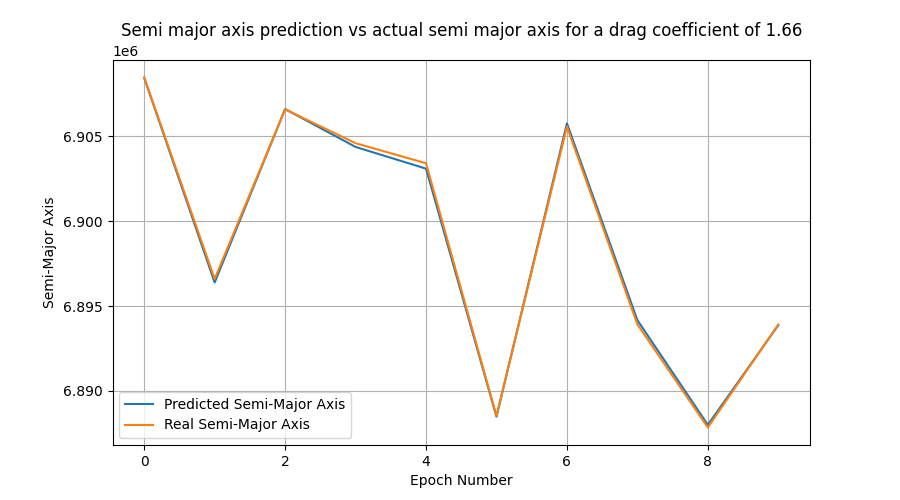 Semi major axis prediction vs actual semi major axis for a drag coefficient of 1.66
1e6
6.905
6.900
6.895
6.890
Semi-Major Axis
Predicted Semi-Major Axis
Real Semi-Major Axis
0 2 4 6 8
Epoch Number